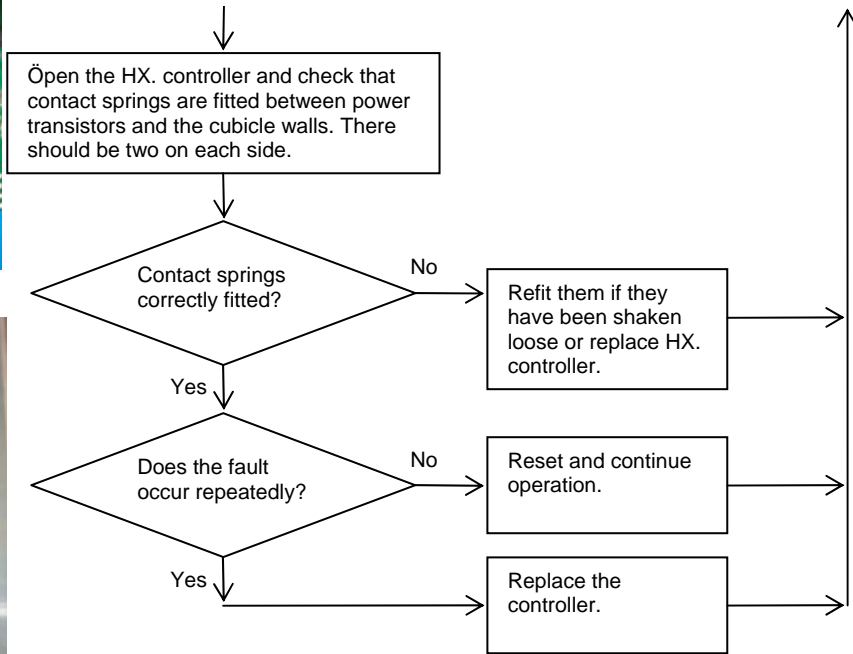 Öpen the HX. controller and check that
contact springs are fitted between power
transistors and the cubicle walls. There
should be two on each side.
Contact springs
correctly fitted?
No
Refit them if they
have been shaken
loose or replace HX.
controller.
Yes
Does the fault
occur repeatedly?
No
Reset and continue
operation.
Yes
Replace the
controller.